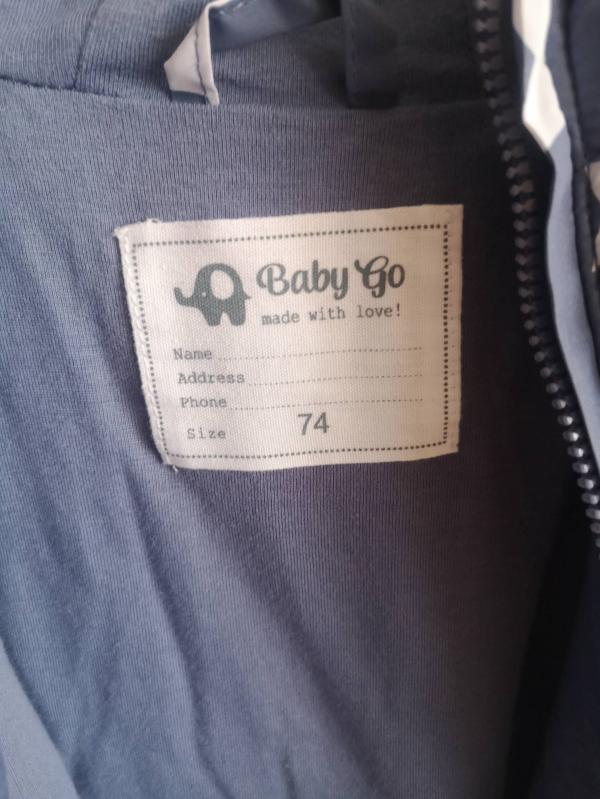 Baby Go
made with love!
Name
Address
Phone
Size 74